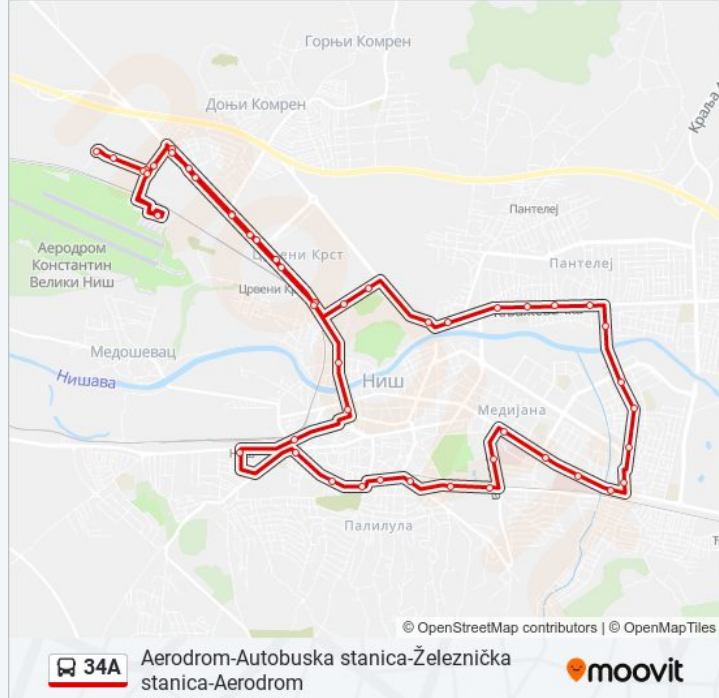 Горњи Комрен
Доњи Комрен
Краља
Пантелеј
Црвени Крст
Пантелеј
Аеродром
Константин
Велики Ниш
Црвени
Медошевац
Нишава
Ниш
Медијана
Палилула
© OpenStreetMap contributors | © OpenMapTiles
34A
Aerodrom-Autobuska stanica-Železnička
stanica-Aerodrom
moovit